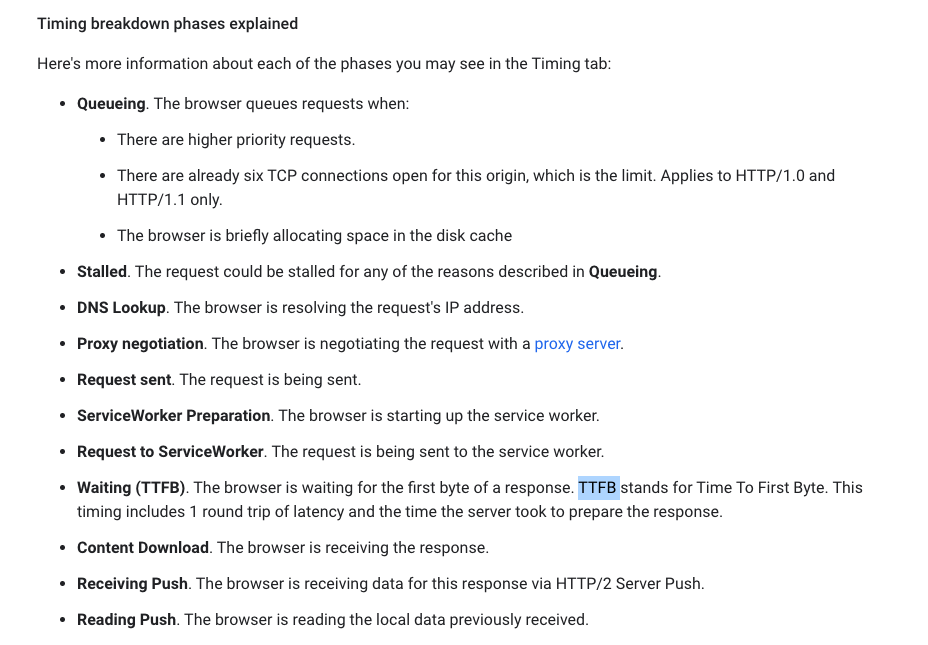 Timing breakdown phases explained
Here's more information about each of the phases you may see in the Timing tab:
• Queueing. The browser queues requests when:
• There are higher priority requests.
• There are already six TCP connections open for this origin, which is the limit. Applies to HTTP/1.0 and
HTTP/1.1 only.
• The browser is briefly allocating space in the disk cache
• Stalled. The request could be stalled for any of the reasons described in Queueing.
• DNS Lookup. The browser is resolving the request's IP address.
• Proxy negotiation. The browser is negotiating the request with a proxy server.
• Request sent. The request is being sent.
• ServiceWorker Preparation. The browser is starting up the service worker.
• Request to ServiceWorker. The request is being sent to the service worker.
• Waiting (TTFB). The browser is waiting for the first byte of a response. TTFB stands for Time To First Byte. This
timing includes 1 round trip of latency and the time the server took to prepare the response.
• Content Download. The browser is receiving the response.
• Receiving Push. The browser is receiving data for this response via HTTP/2 Server Push.
• Reading Push. The browser is reading the local data previously received.